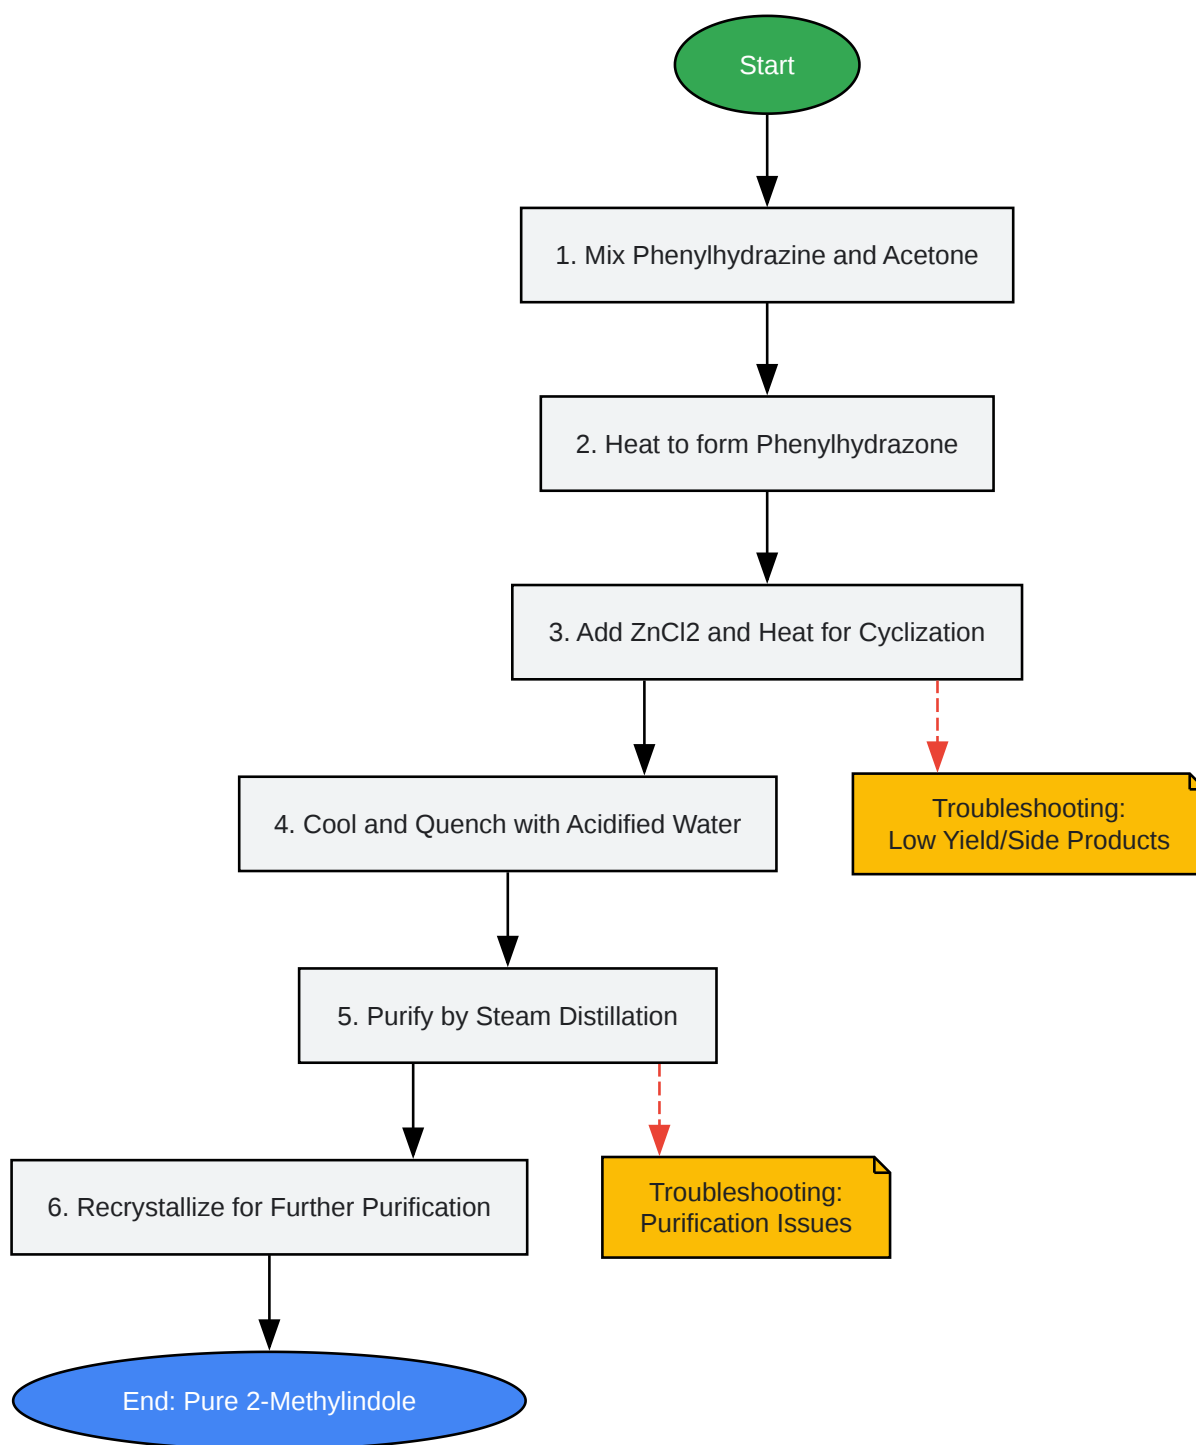 Start
1. Mix Phenylhydrazine and Acetone
2. Heat to form Phenylhydrazone
3. Add ZnCl2 and Heat for Cyclization
4. Cool and Quench with Acidified Water
Troubleshooting:
Low Yield/Side Products
5. Purify by Steam Distillation
6. Recrystallize for Further Purification
Troubleshooting:
Purification Issues
End: Pure 2-Methylindole